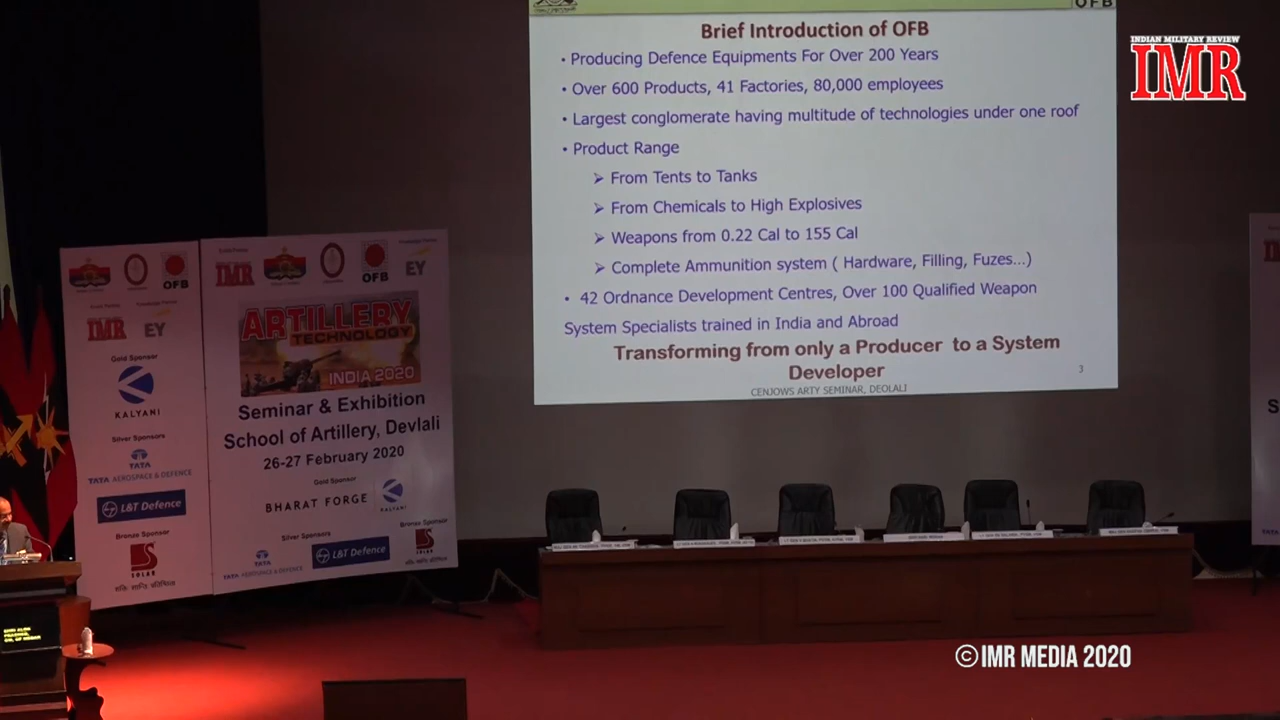 OFB
Brief Introduction of OFB
• Producing Defence Equipments For Over 200 Years
• Over 600 Products, 41 Factories, 80,000 employees
• Largest conglomerate having multitude of technologies under one roof
• Product Range
➢ From Tents to Tanks
➢ From Chemicals to High Explosives
➢ Weapons from 0.22 Cal to 155 Cal
➢ Complete Ammunition system ( Hardware, Filling, Fuzes...)
• 42 Ordnance Development Centres, Over 100 Qualified Weapon
System Specialists trained in India and Abroad
Transforming from only a Producer to a System
Developer
CENJOWS ARTY SEMINAR, DEOLALI
3
INDIAN MILITARY REVIEW
IMR
OFB
IMR
EY
Gold Sponsor
KALYANI
Silver Sponsors
TATA
TATA AEROSPACE & DEFENCE
L&T Defence
Bronze Sponsor
SOLAR
IMR
OFB
EY
ARTILLERY
TECHNOLOGY
INDIA 2020
Seminar & Exhibition
School of Artillery, Devlali
26-27 February 2020
Gold Sponsor
BHARAT FORGE
KALYANI
Silver Sponsors
Bronze Sponsor
TATA
TATA AEROSPACE & DEFENCE
L&T Defence
SOLAR
© IMR MEDIA 2020